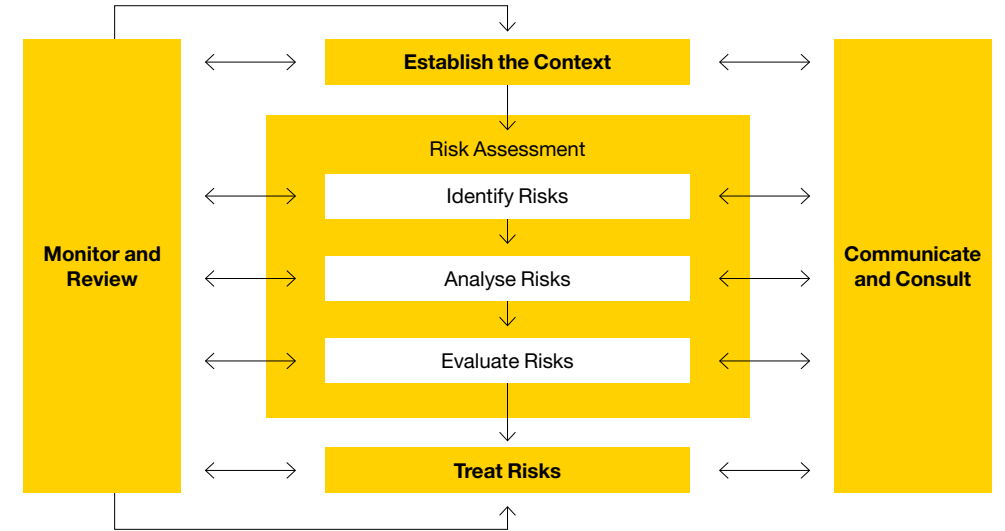 Establish the Context
Risk Assessment
Identify Risks
Monitor and
Review
Analyse Risks
Communicate
and Consult
Evaluate Risks
Treat Risks